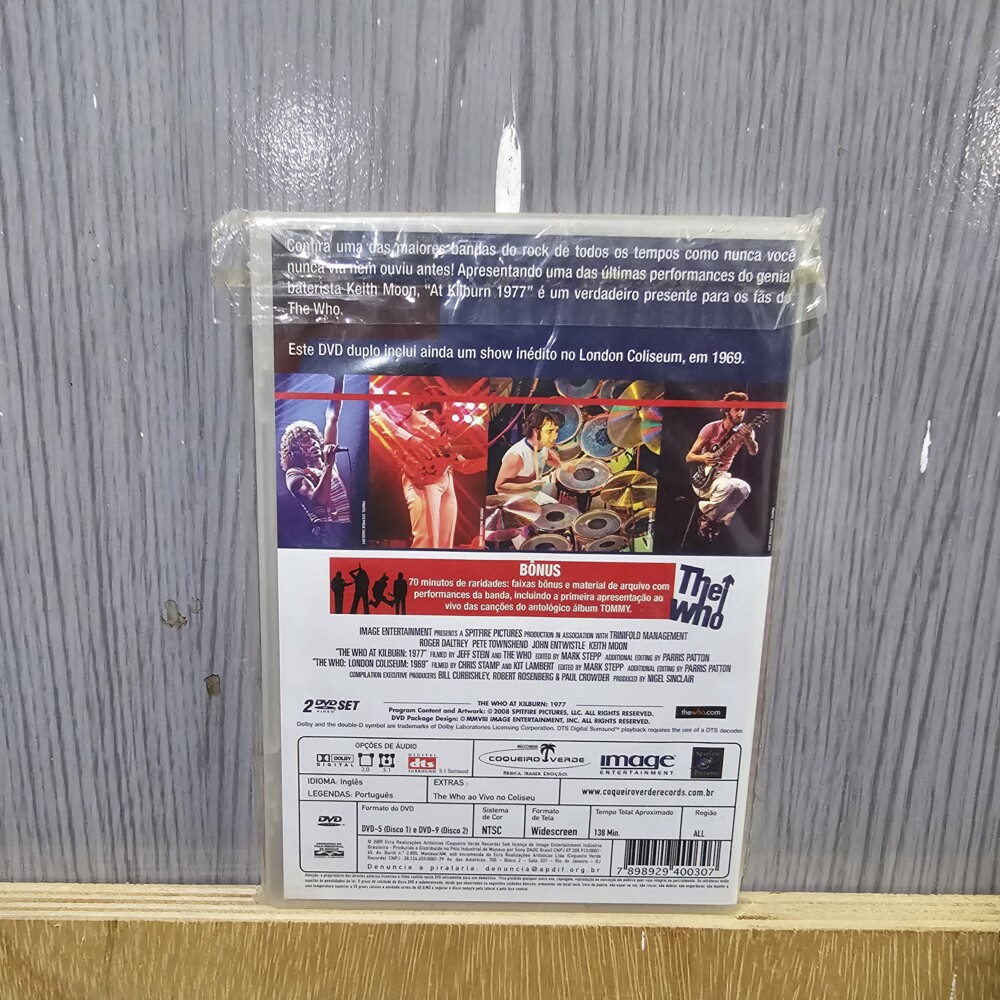 Confira uma das maiores bandas do rock de todos os tempos como nunca você
nunca viu nem ouviu antes! Apresentando uma das últimas performances do genial
baterista Keith Moon, "At Kilburn 1977" é um verdadeiro presente para os fãs do
The Who.
Este DVD duplo inclui ainda um show inédito no London Coliseum, em 1969.
BÔNUS
70 minutos de raridades: faixas bônus e material de arquivo com
performances da banda, incluindo a primeira apresentação ao
vivo das canções do antológico álbum TOMMY.
The
Who
IMAGE ENTERTAINMENT PRESENTS A SPITFIRE PICTURES PRODUCTION IN ASSOCIATION WITH TRINIFOLD MANAGEMENT
ROGER DALTREY PETE TOWNSHEND JOHN ENTWISTLE KEITH MOON
"THE WHO AT KILBURN: 1977" FILMED BY JEFF STEIN AND THE WHO EDITED BY MARK STEPP ADDITIONAL EDITING BY PARRIS PATTON
"THE WHO: LONDON COLISEUM: 1969" FILMED BY CHRIS STAMP AND KIT LAMBERT EDITED BY MARK STEPP ADDITIONAL EDITING BY PARRIS PATTON
COMPILATION EXECUTIVE PRODUCERS BILL CURBISHLEY, ROBERT ROSENBERG & PAUL CROWDER PRODUCED BY NIGEL SINCLAIR
2 DVD VIDEO SET
THE WHO AT KILBURN: 1977
Program Content and Artwork: © 2008 SPITFIRE PICTURES, LLC. ALL RIGHTS RESERVED.
DVD Package Design: © MMVIII IMAGE ENTERTAINMENT, INC. ALL RIGHTS RESERVED.
thewho.com
Dolby and the double-D symbol are trademarks of Dolby Laboratories Licensing Corporation. DTS Digital Surround™ playback requires the use of a DTS decoder.
OPÇÕES DE ÁUDIO
DOLBY DIGITAL
2.0
5.1
DIGITAL dts SURROUND
5.1 Surround
RECORDS
COQUEIRO VERDE
image
ENTERTAINMENT
Spitfire
Pictures
IDIOMA: Inglês
LEGENDAS: Português
EXTRAS :
The Who ao Vivo no Coliseu
www.coqueiroverderecords.com.br
DVD
Formato do DVD
DVD-5 (Disco 1) e DVD-9 (Disco 2)
Sistema de Cor
NTSC
Formato de Tela
Widescreen
Tempo Total Aproximado
138 Min.
Região
ALL
Denuncie a pirataria: denuncia@apdif.org.br
7 898929 400307